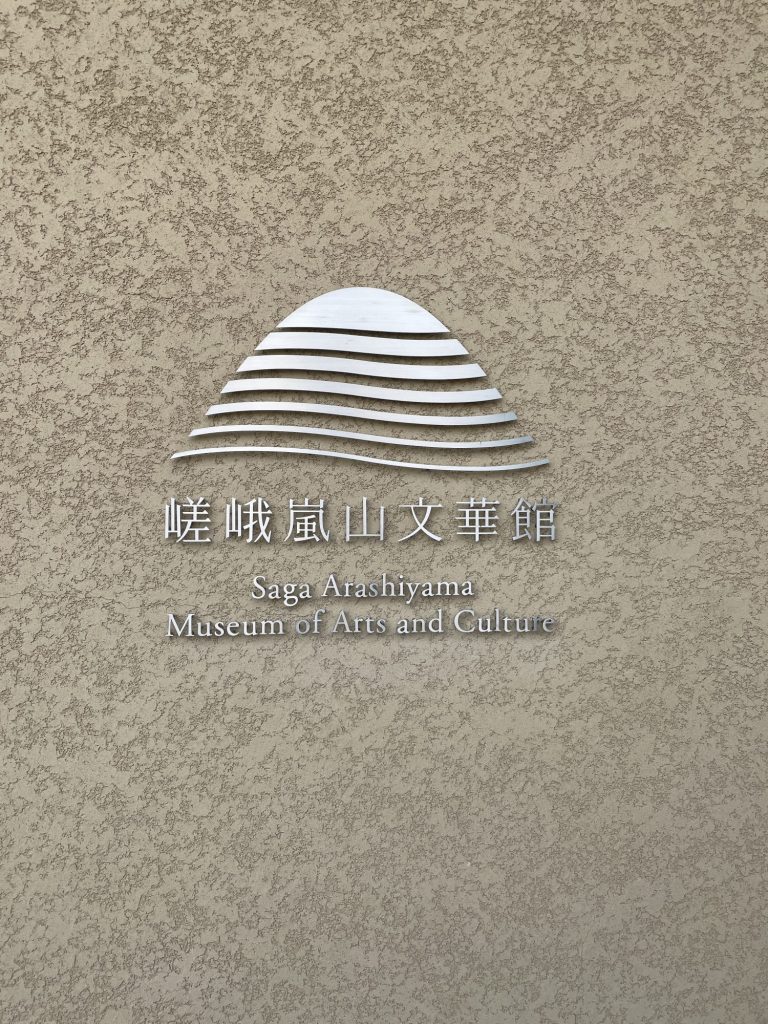 嵯峨嵐山文華館
Saga Arashiyama
Museum of Arts and Culture